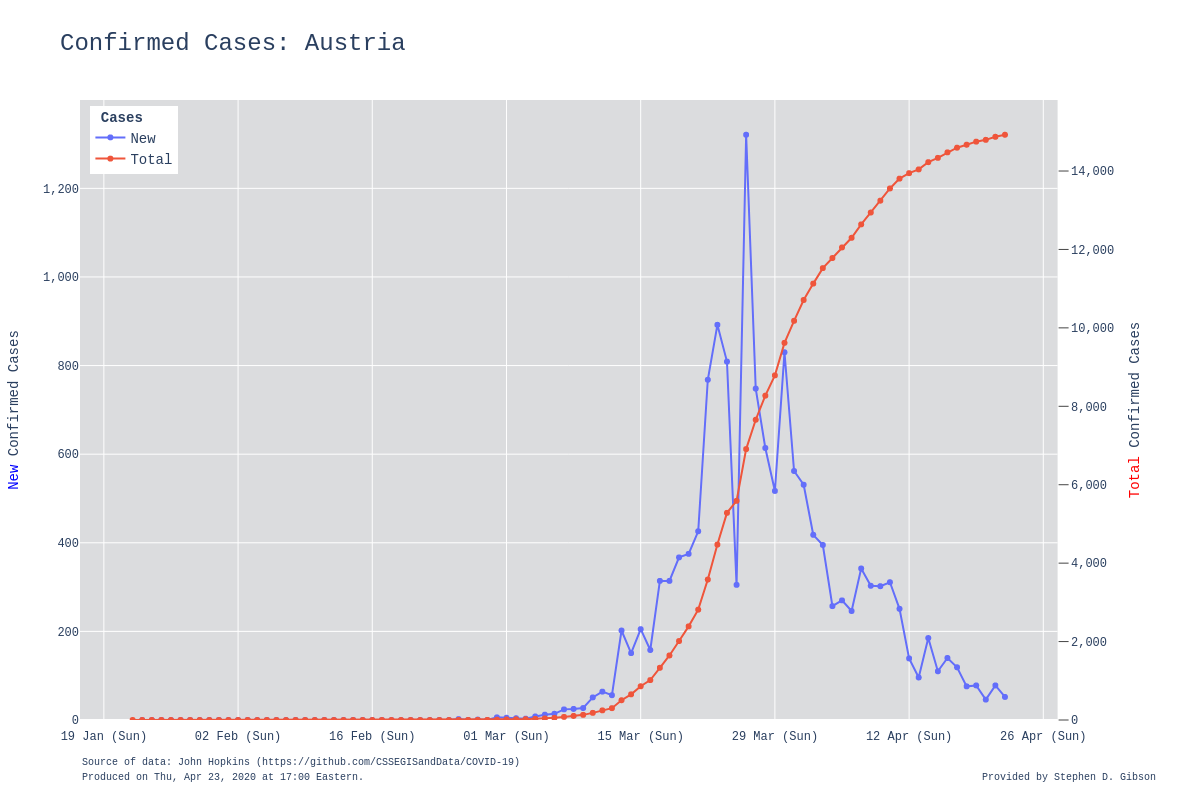 Confirmed Cases: Austria
Cases
New
Total
1,200
1,000
800
600
400
200
0
New Confirmed Cases
14,000
12,000
10,000
8,000
6,000
4,000
2,000
0
Total Confirmed Cases
19 Jan (Sun) 02 Feb (Sun) 16 Feb (Sun) 01 Mar (Sun) 15 Mar (Sun) 29 Mar (Sun) 12 Apr (Sun) 26 Apr (Sun)
Source of data: John Hopkins (https://github.com/CSSEGISandData/COVID-19)
Produced on Thu, Apr 23, 2020 at 17:00 Eastern.
Provided by Stephen D. Gibson